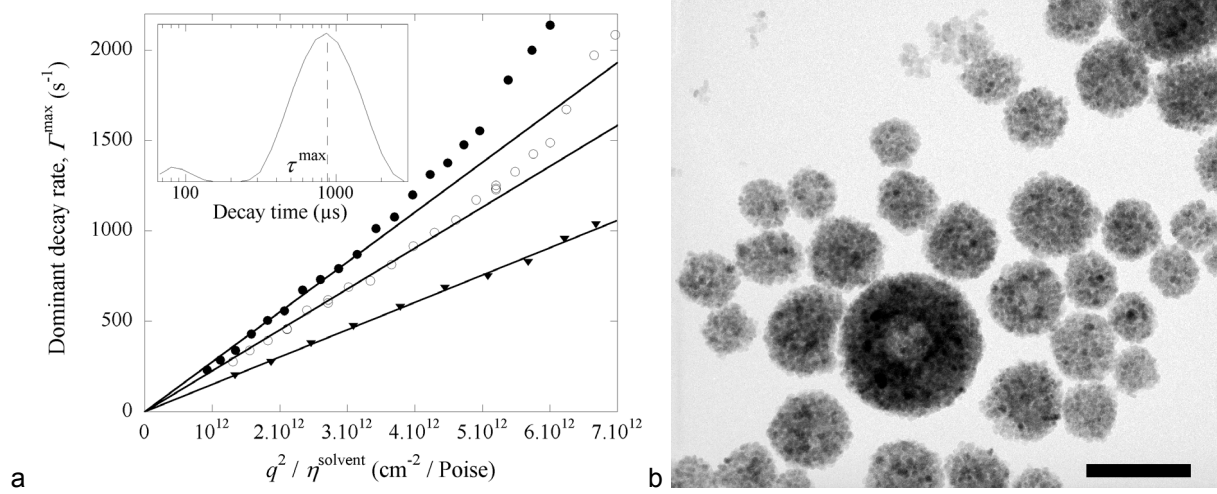 2000
1500
1000
500
0
Dominant decay rate, Γ^max (s^-1)
τ^max
100
1000
Decay time (μs)
0
10^12
2.10^12
3.10^12
4.10^12
5.10^12
6.10^12
7.10^12
q^2 / η^solvent (cm^-2 / Poise)
a
b